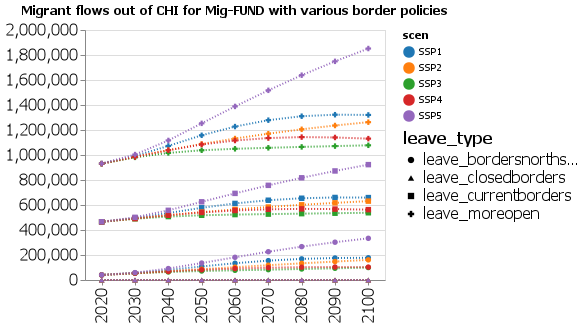 Migrant flows out of CHI for Mig-FUND with various border policies
2,000,000
1,800,000
1,600,000
1,400,000
1,200,000
1,000,000
800,000
600,000
400,000
200,000
0
2020
2030
2040
2050
2060
2070
2080
2090
2100
scen
SSP1
SSP2
SSP3
SSP4
SSP5
leave_type
leave_bordersnorths...
leave_closedborders
leave_currentborders
leave_moreopen